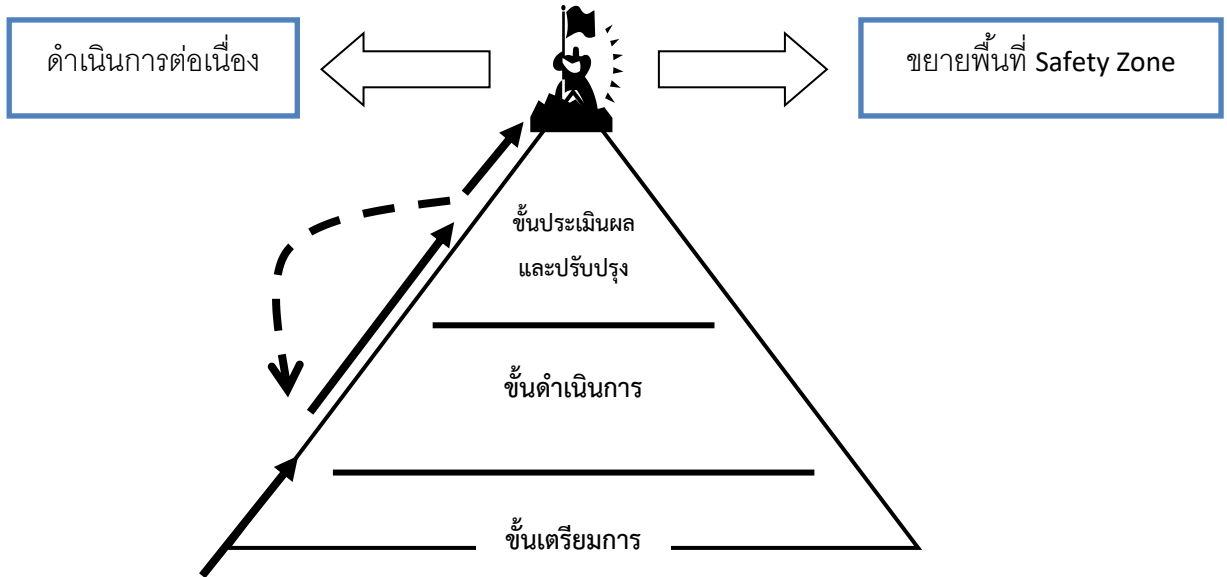 ดำเนินการต่อเนื่อง
ขยายพื้นที่ Safety Zone
ขั้นประเมินผล
และปรับปรุง
ขั้นดำเนินการ
ขั้นเตรียมการ